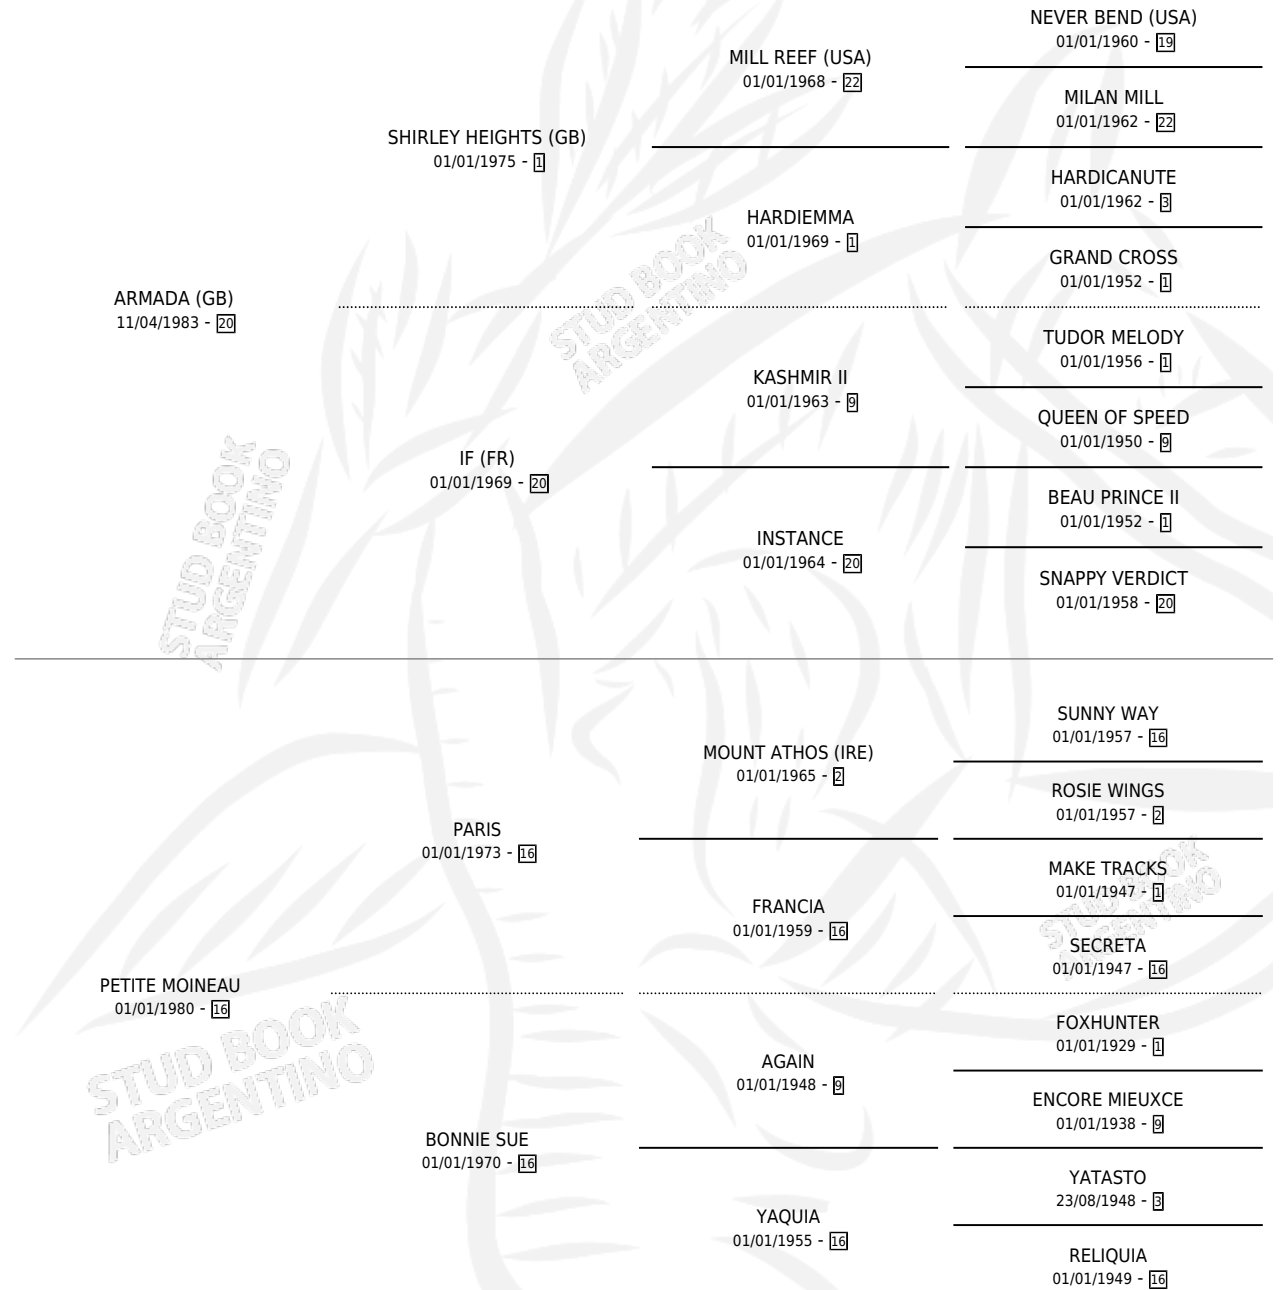 NEVER BEND (USA)
01/01/1960 - 19
MILL REEF (USA)
01/01/1968 - 22
MILAN MILL
01/01/1962 - 22
SHIRLEY HEIGHTS (GB)
01/01/1975 - 1
HARDICANUTE
01/01/1962 - 3
HARDIEMMA
01/01/1969 - 1
GRAND CROSS
01/01/1952 - 1
ARMADA (GB)
11/04/1983 - 20
STUD BOOK
ARGENTINO
TUDOR MELODY
01/01/1956 - 1
KASHMIR II
01/01/1963 - 9
QUEEN OF SPEED
01/01/1950 - 9
IF (FR)
01/01/1969 - 20
BEAU PRINCE II
01/01/1952 - 1
INSTANCE
01/01/1964 - 20
SNAPPY VERDICT
01/01/1958 - 20
STUD BOOK
ARGENTINO
SUNNY WAY
01/01/1957 - 16
MOUNT ATHOS (IRE)
01/01/1965 - 2
ROSIE WINGS
01/01/1957 - 2
PARIS
01/01/1973 - 16
MAKE TRACKS
01/01/1947 - 1
FRANCIA
01/01/1959 - 16
STUD BOOK
ARGENTINO
SECRETA
01/01/1947 - 16
PETITE MOINEAU
01/01/1980 - 16
FOXHUNTER
01/01/1929 - 1
AGAIN
01/01/1948 - 9
ENCORE MIEUXCE
01/01/1938 - 9
STUD BOOK
ARGENTINO
BONNIE SUE
01/01/1970 - 16
YATASTO
23/08/1948 - 3
YAQUIA
01/01/1955 - 16
RELIQUIA
01/01/1949 - 16